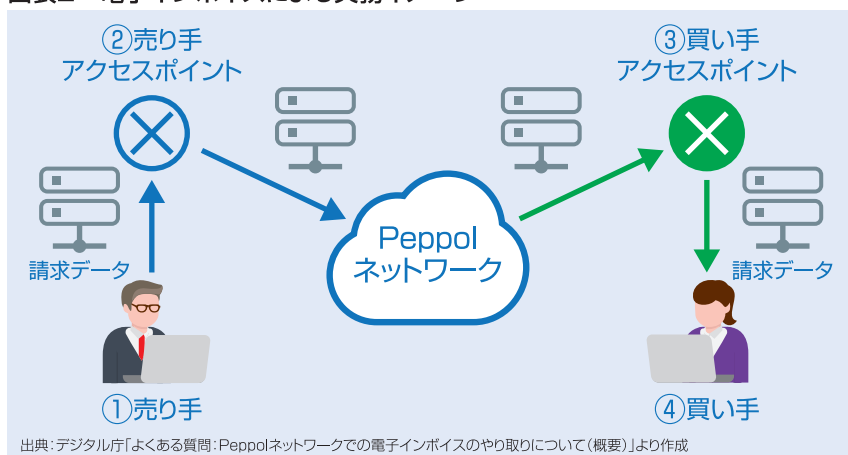 ②売り手
アクセスポイント
③買い手
アクセスポイント
Peppol
ネットワーク
請求データ
請求データ
①売り手
④買い手
出典:デジタル庁「よくある質問:Peppolネットワークでの電子インボイスのやり取りについて(概要)」より作成